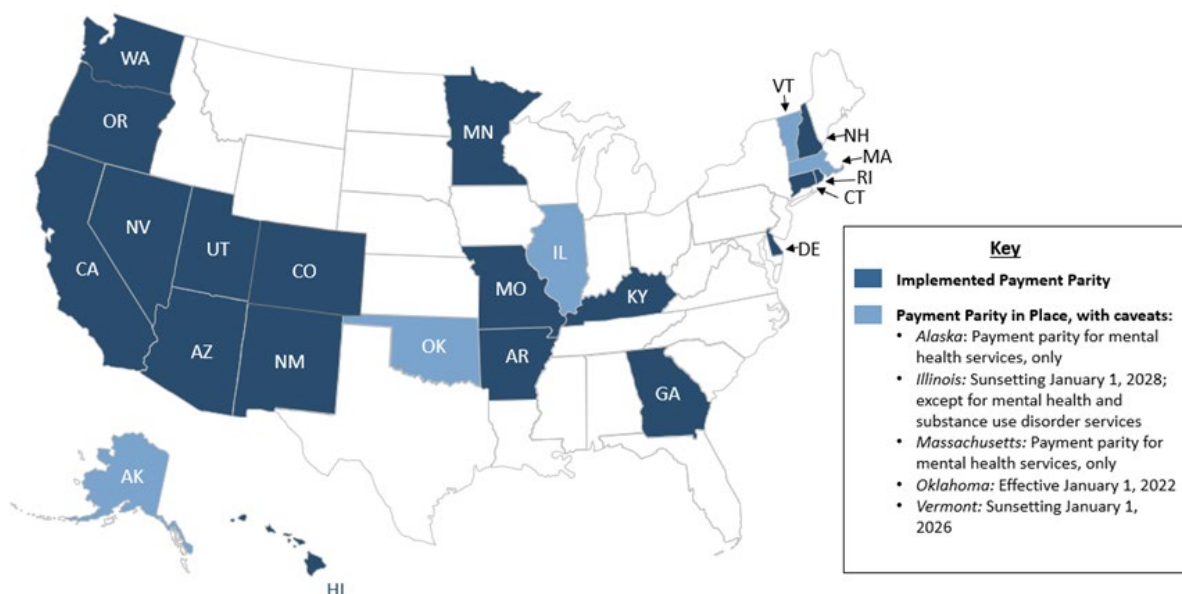 WA
OR
CA
NV
UT
AZ
CO
NM
MN
MO
IL
OK
AR
KY
GA
VT
NH
MA
RI
CT
DE
AK
HI
Key
Implemented Payment Parity
Payment Parity in Place, with caveats:
• Alaska: Payment parity for mental
health services, only
• Illinois: Sunsetting January 1, 2028;
except for mental health and
substance use disorder services
• Massachusetts: Payment parity for
mental health services, only
• Oklahoma: Effective January 1, 2022
• Vermont: Sunsetting January 1,
2026